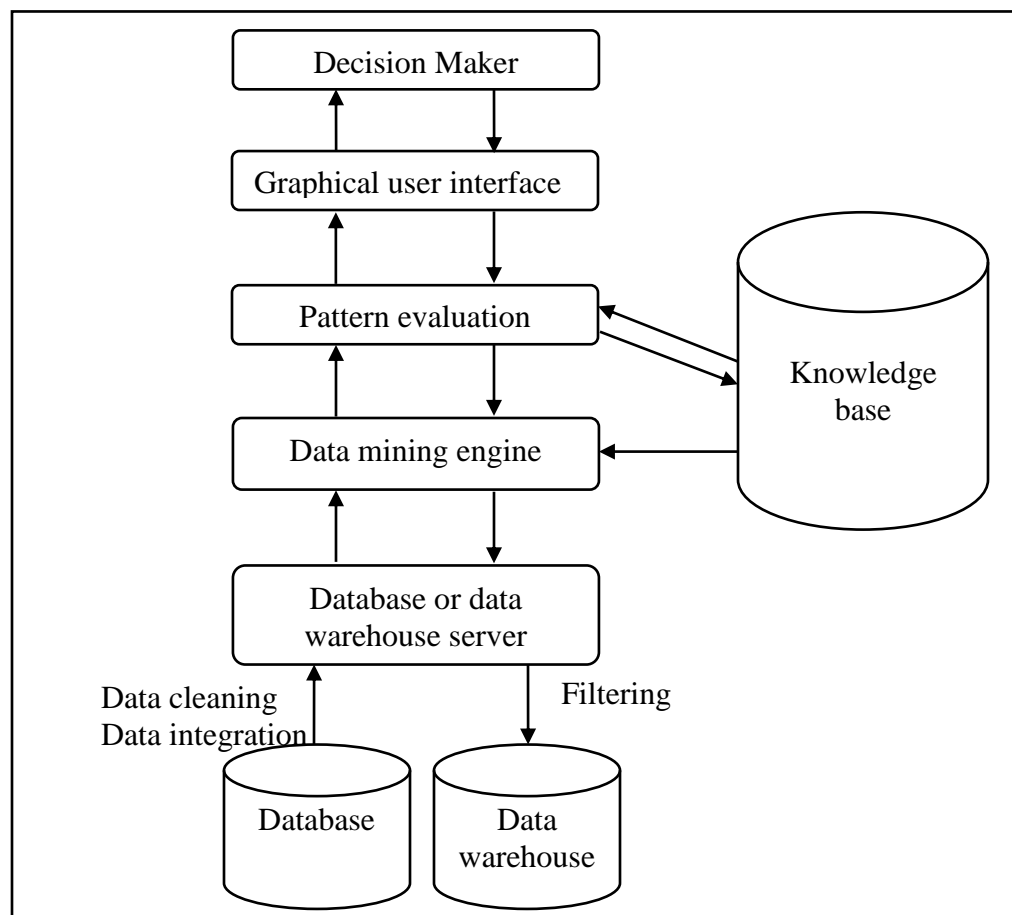 Decision Maker
Graphical user interface
Pattern evaluation
Knowledge
base
Data mining engine
Database or data
warehouse server
Data cleaning
Data integration
Filtering
Database
Data
warehouse